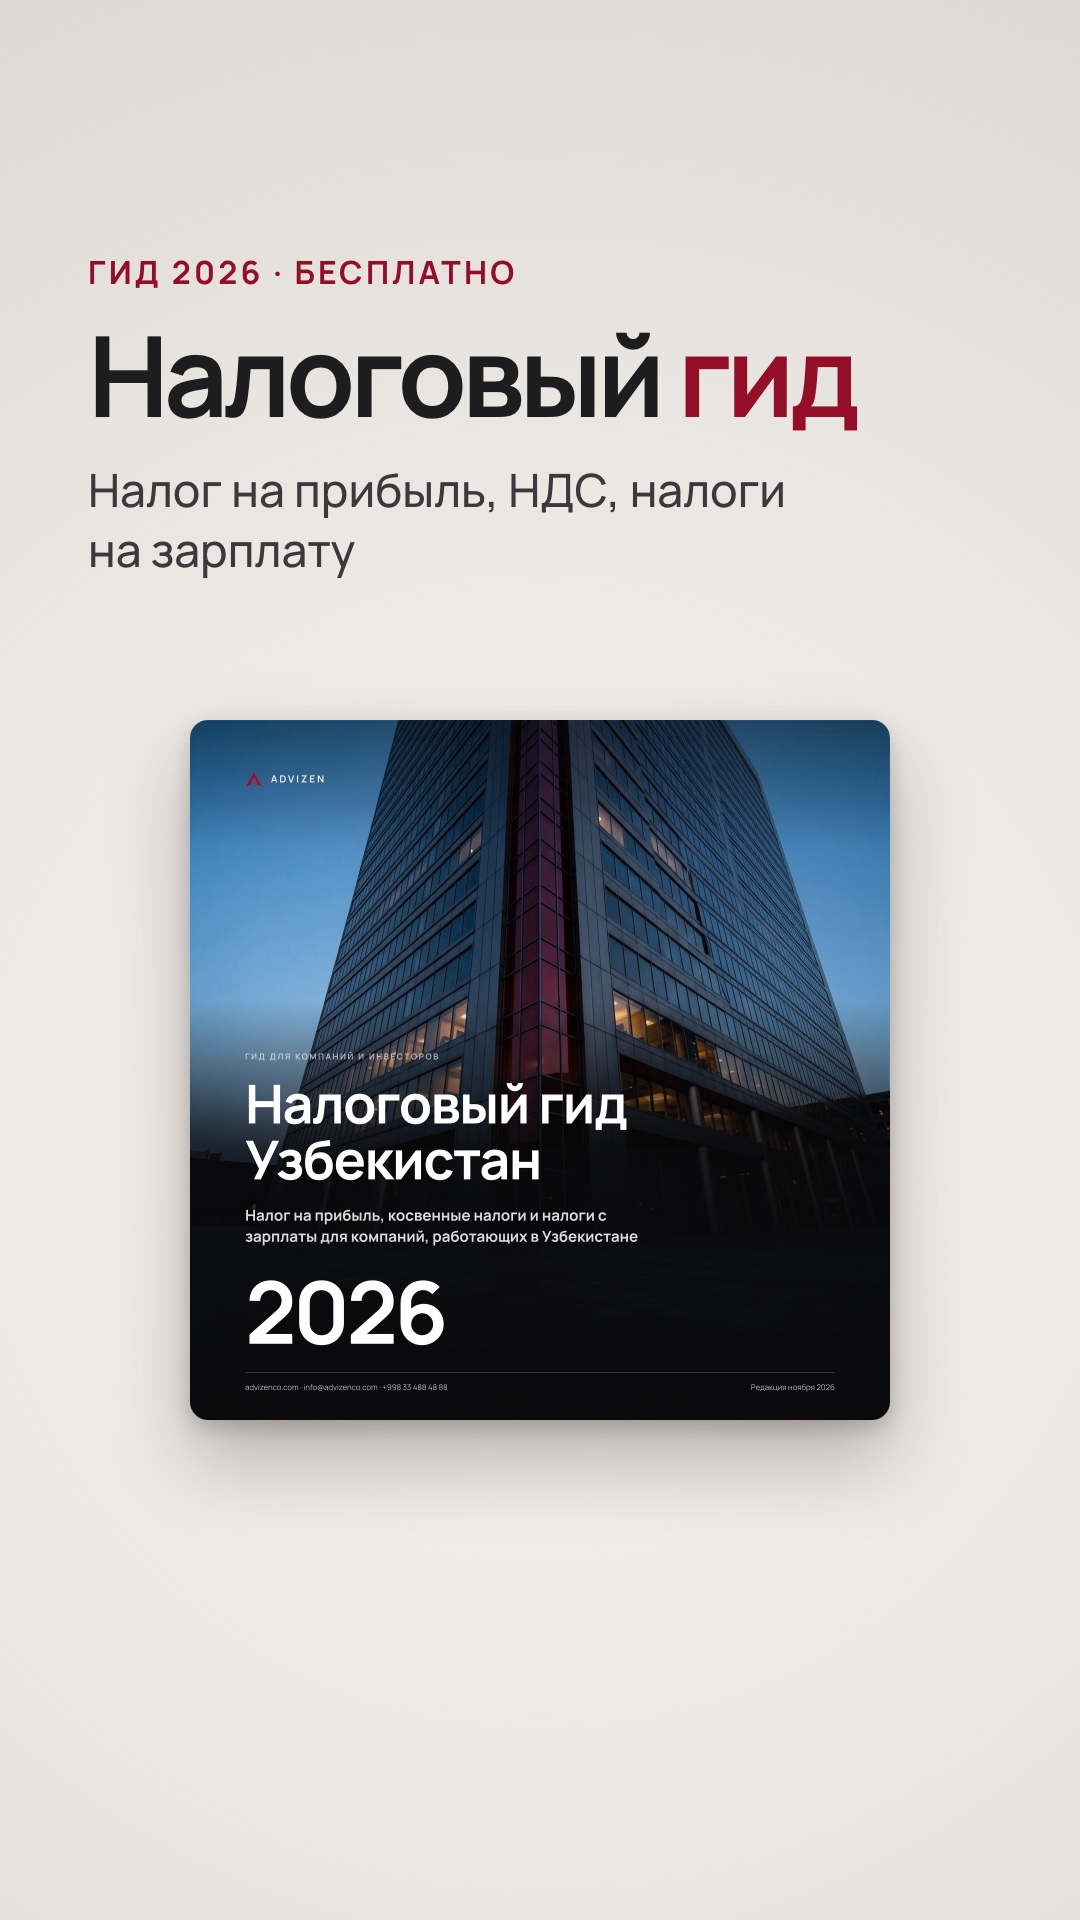 ГИД 2026 · БЕСПЛАТНО
Налоговый гид
Налог на прибыль, НДС, налоги
на зарплату
ADVIZEN
ГИД ДЛЯ КОМПАНИЙ И ИНВЕСТОРОВ
Налоговый гид
Узбекистан
Налог на прибыль, косвенные налоги и налоги с
зарплаты для компаний, работающих в Узбекистане
2026
advizenco.com · info@advizenco.com · +998 33 488 48 88
Редакция ноября 2026